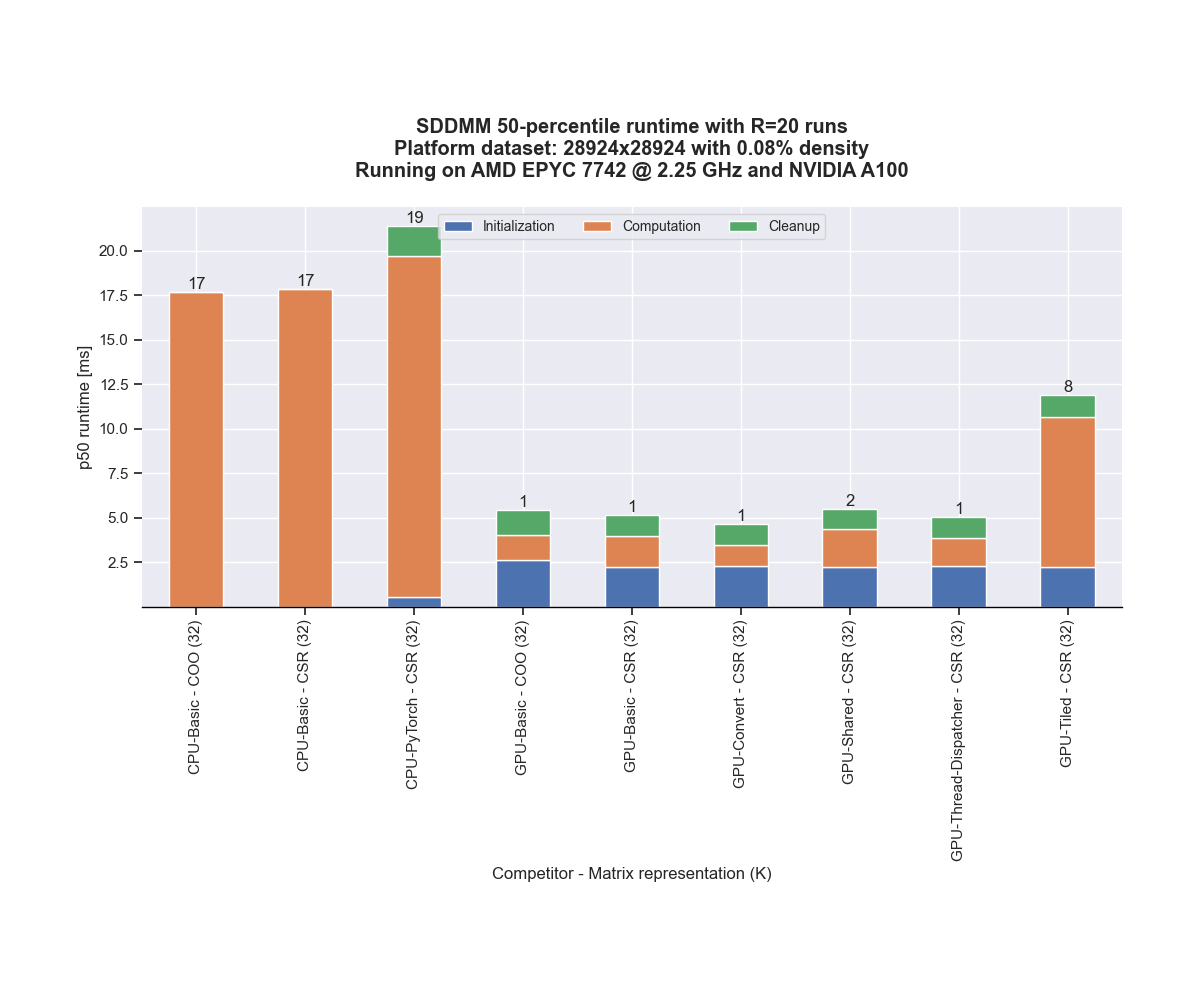 SDDMM 50-percentile runtime with R=20 runs
Platform dataset: 28924x28924 with 0.08% density
Running on AMD EPYC 7742 @ 2.25 GHz and NVIDIA A100
Initialization
Computation
Cleanup
17
17
19
1
1
1
2
1
8
20.0
17.5
15.0
12.5
10.0
7.5
5.0
2.5
p50 runtime [ms]
CPU-Basic - COO (32)
CPU-Basic - CSR (32)
CPU-PyTorch - CSR (32)
GPU-Basic - COO (32)
GPU-Basic - CSR (32)
GPU-Convert - CSR (32)
GPU-Shared - CSR (32)
GPU-Thread-Dispatcher - CSR (32)
GPU-Tiled - CSR (32)
Competitor - Matrix representation (K)